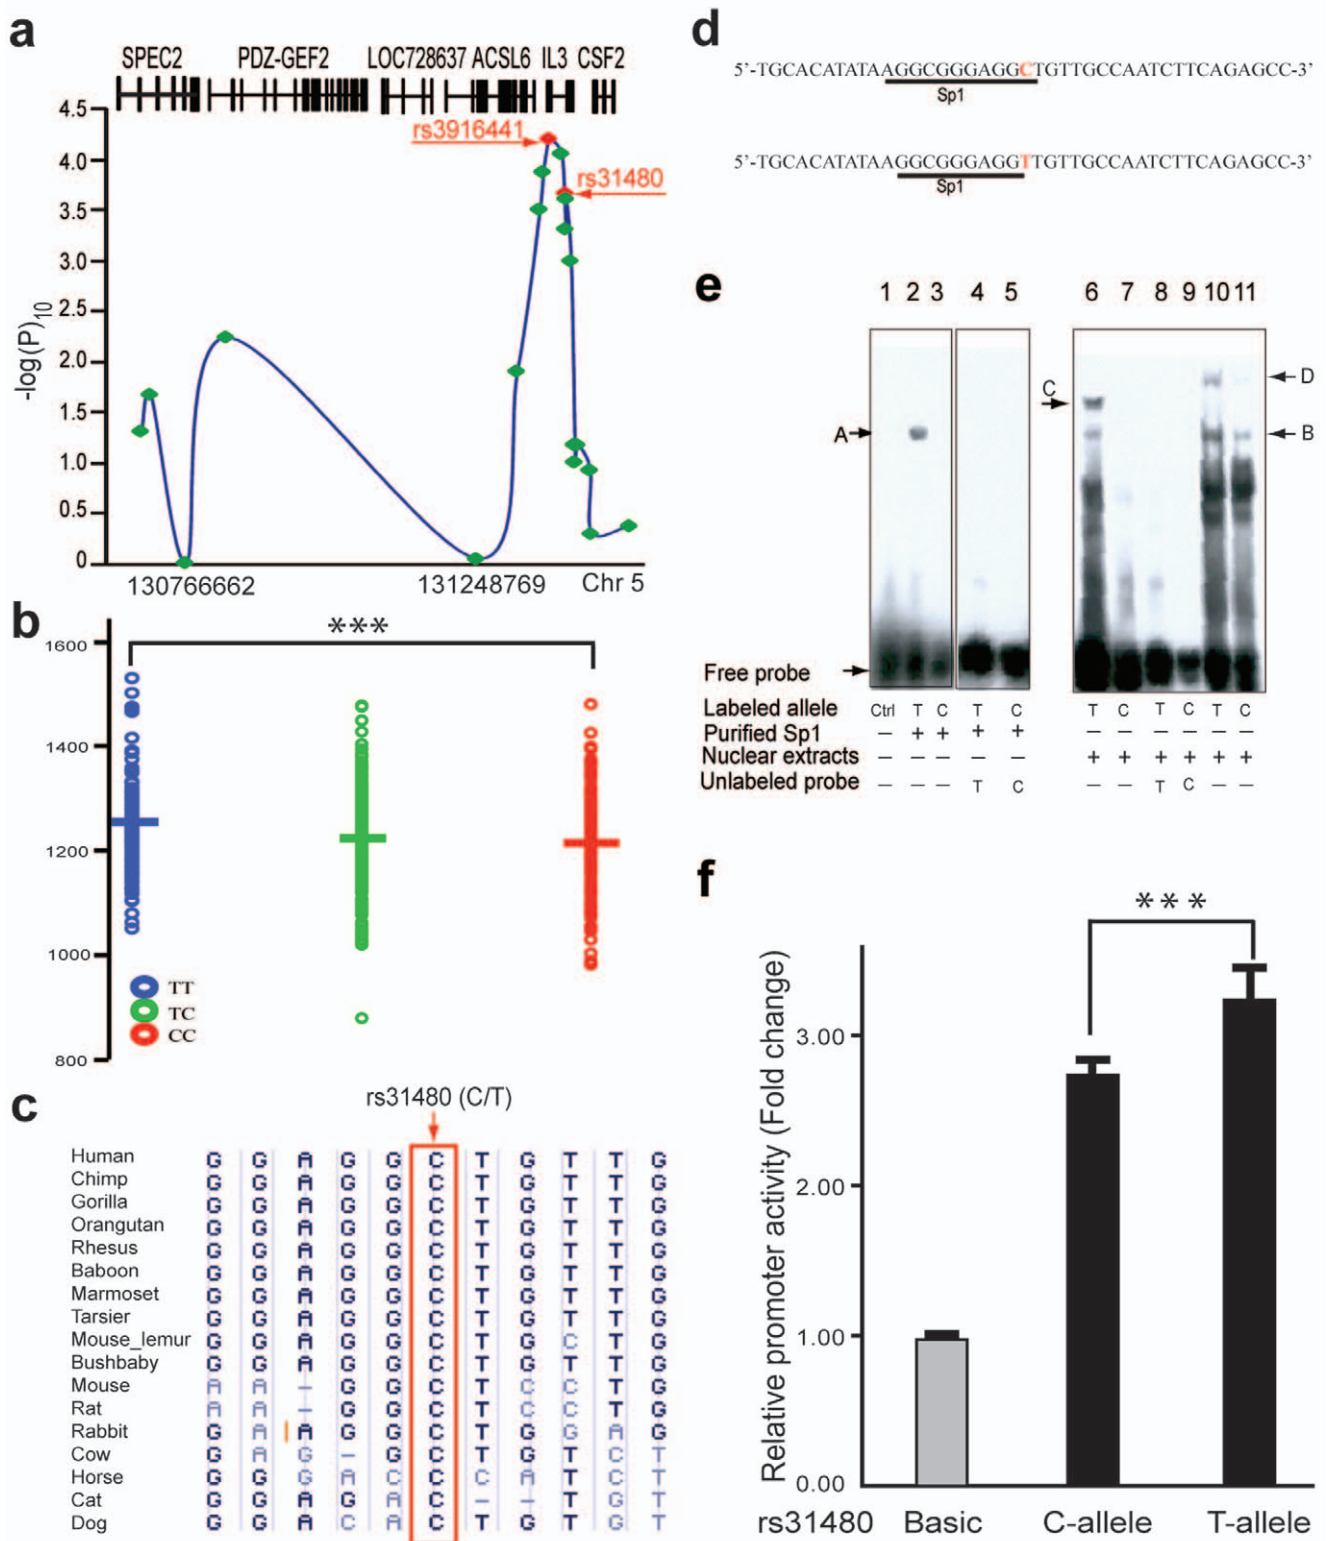 a
SPEC2 PDZ-GEF2 LOC728637 ACSL6 IL3 CSF2
4.5
rs3916441
4.0
rs31480
3.5
3.0
2.5
2.0
1.5
1.0
0.5
0
-log(P)10
130766662 131248769 Chr 5
b
***
1600
1400
1200
1000
800
TT
TC
CC
c
rs31480 (C/T)
Human G G A G G C T G T T G
Chimp G G A G G C T G T T G
Gorilla G G A G G C T G T T G
Orangutan G G A G G C T G T T G
Rhesus G G A G G C T G T T G
Baboon G G A G G C T G T T G
Marmoset G G A G G C T G T T G
Tarsier G G A G G C T G T T G
Mouse_lemur G G A G G C T G C T G
Bushbaby G G A G G C T G T T G
Mouse A A - G G C T C C T G
Rat A A - G G C T C C T G
Rabbit G A A G G C T G G A G
Cow G A G - G C T G T C T
Horse G G G A C C C A T C T
Cat G G A G A C - - T G T
Dog G G A C A C T G T G T
d
5’-TGCACATATAAGGCGGGAGGCTGTTGCCAATCTTCAGAGCC-3’
Sp1
5’-TGCACATATAAGGCGGGAGGTTGTTGCCAATCTTCAGAGCC-3’
Sp1
e
1 2 3 4 5 6 7 8 9 10 11
C
D
A
B
Free probe
Labeled allele Ctrl T C T C T C T C T C
Purified Sp1 − + + + + − − − − − −
Nuclear extracts − − − − − + + + + + +
Unlabeled probe − − − T C − − T C − −
f
***
Relative promoter activity (Fold change)
3.00
2.00
1.00
0.00
rs31480 Basic C-allele T-allele